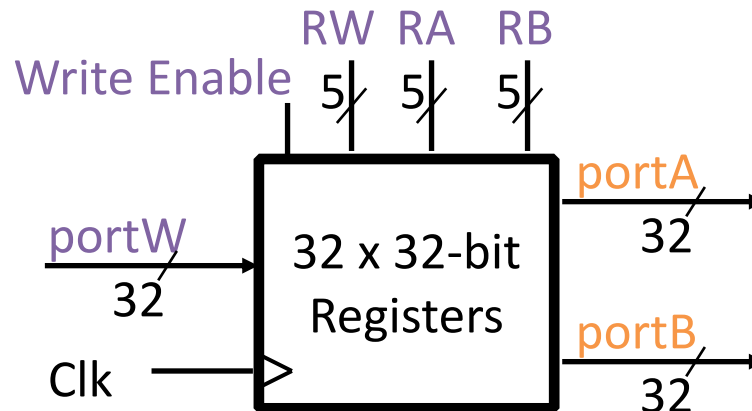 RW RA RB
Write Enable
5 5 5
portA
32
portW
32
32 x 32-bit
Registers
portB
32
Clk